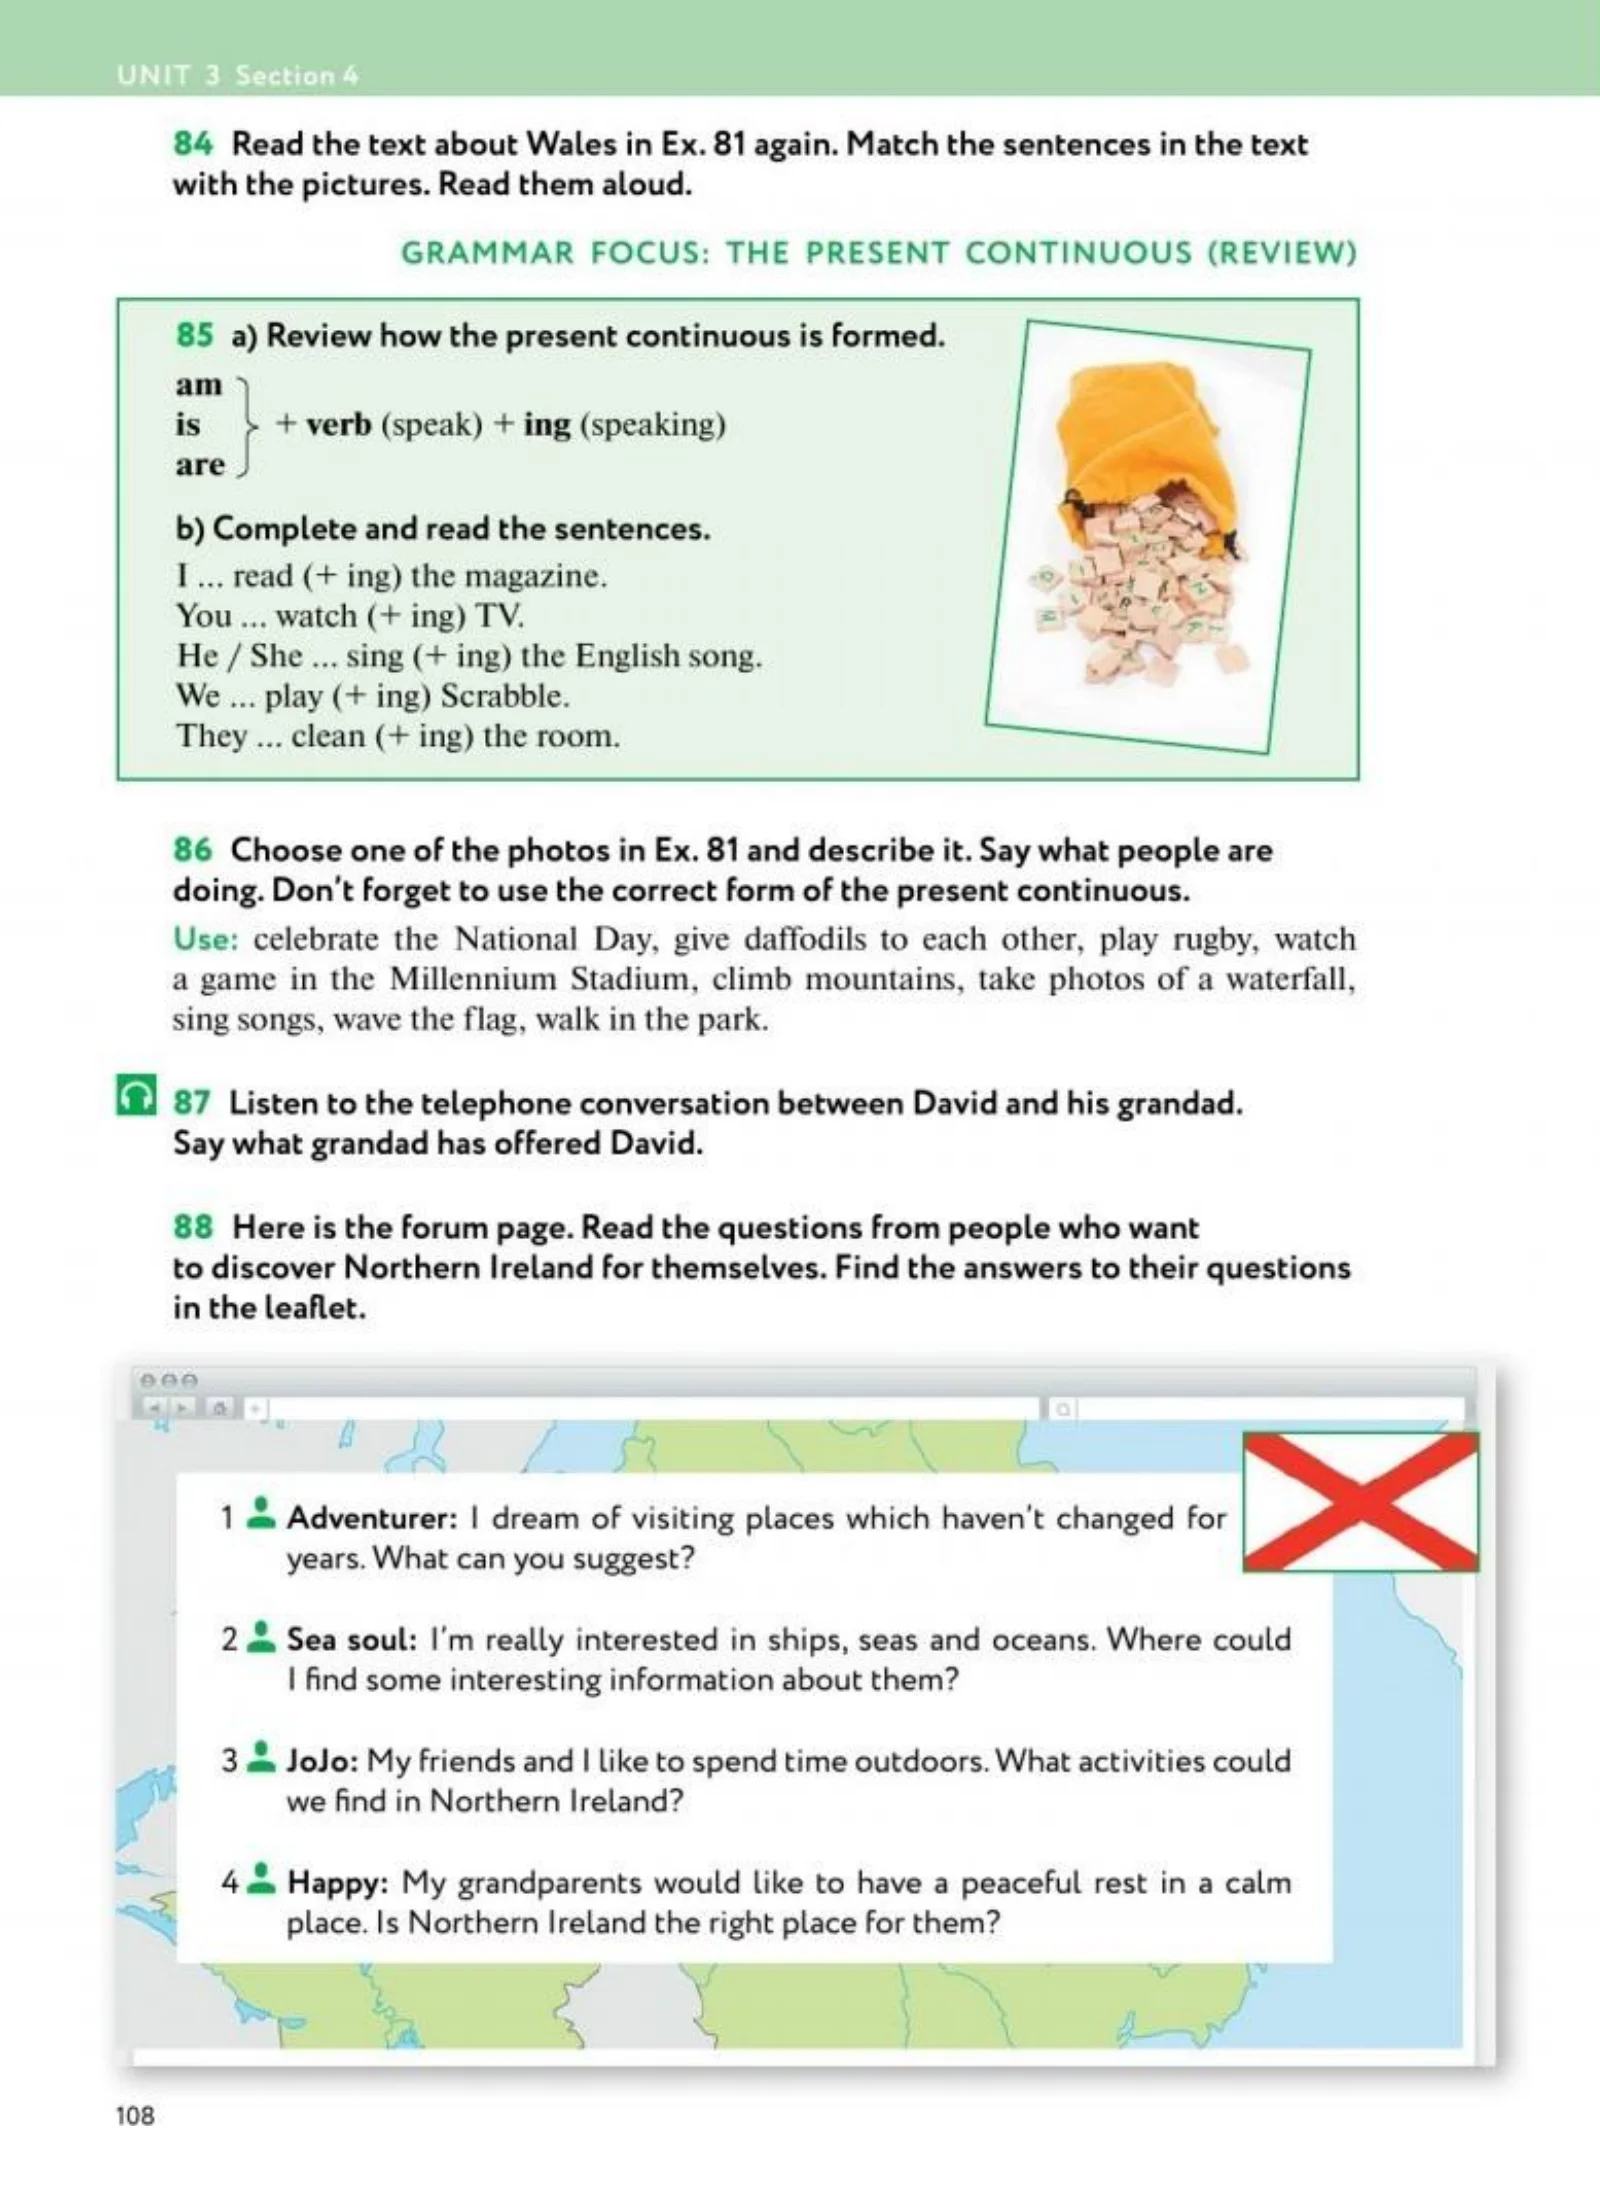 UNIT 3 Section 4
84 Read the text about Wales in Ex. 81 again. Match the sentences in the text
with the pictures. Read them aloud.
GRAMMAR FOCUS: THE PRESENT CONTINUOUS (REVIEW)
85 a) Review how the present continuous is formed.
am
is
+ verb (speak) + ing (speaking)
are
b) Complete and read the sentences.
I ... read (+ ing) the magazine.
You ... watch (+ ing) TV.
He / She ... sing (+ ing) the English song.
We ... play (+ ing) Scrabble.
They ... clean (+ ing) the room.
86 Choose one of the photos in Ex. 81 and describe it. Say what people are
doing. Don't forget to use the correct form of the present continuous.
Use: celebrate the National Day, give daffodils to each other, play rugby, watch
a game in the Millennium Stadium, climb mountains, take photos of a waterfall,
sing songs, wave the flag, walk in the park.
87 Listen to the telephone conversation between David and his grandad.
Say what grandad has offered David.
88 Here is the forum page. Read the questions from people who want
to discover Northern Ireland for themselves. Find the answers to their questions
in the leaflet.
1 Adventurer: I dream of visiting places which haven't changed for
years. What can you suggest?
2 Sea soul: I'm really interested in ships, seas and oceans. Where could
I find some interesting information about them?
3 JoJo: My friends and I like to spend time outdoors. What activities could
we find in Northern Ireland?
4 Happy: My grandparents would like to have a peaceful rest in a calm
place. Is Northern Ireland the right place for them?
108